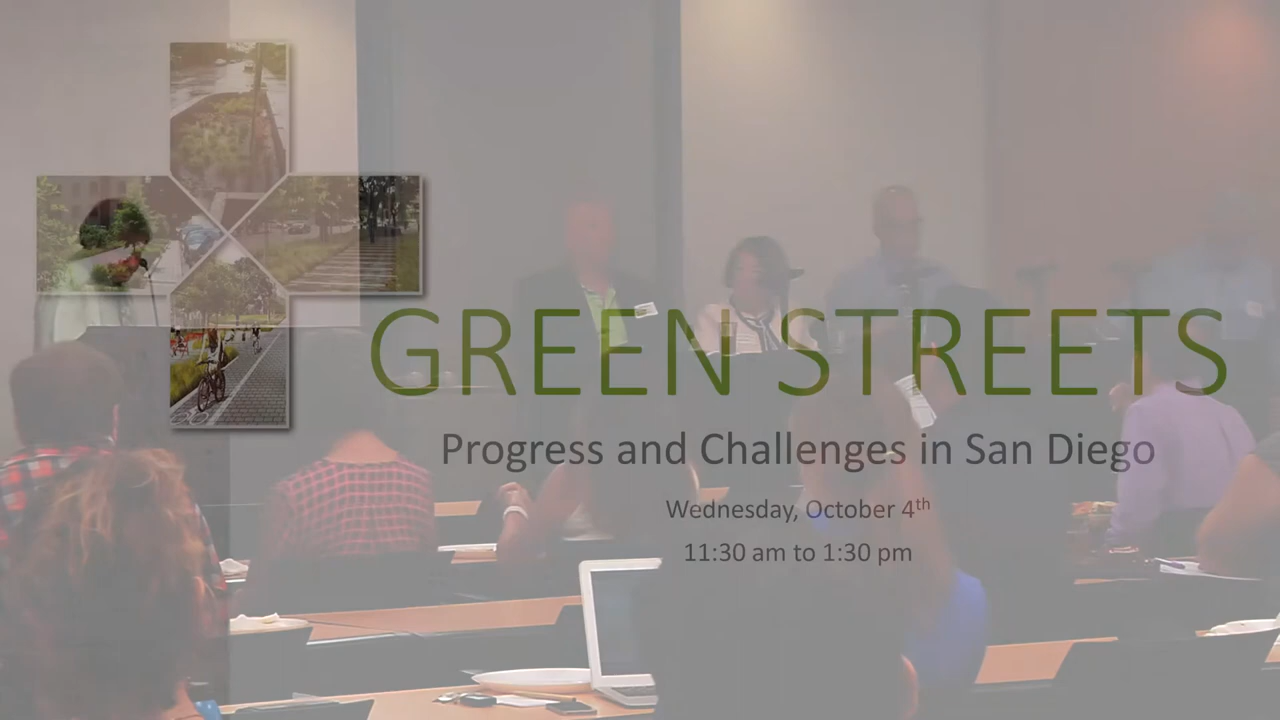 GREEN STREETS
Progress and Challenges in San Diego
Wednesday, October 4th
11:30 am to 1:30 pm